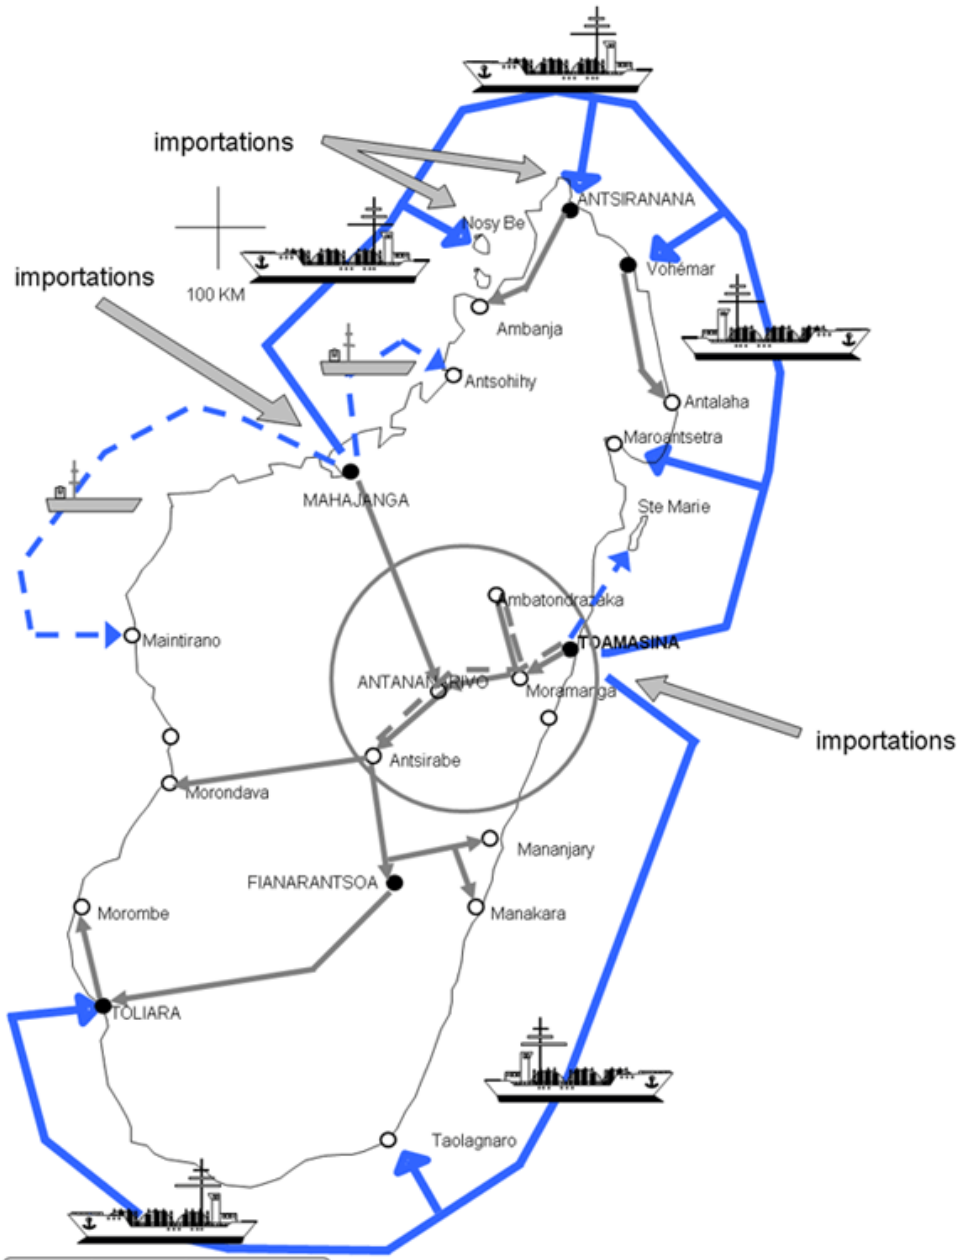 importations
ANTSIRANANA
Nosy Be
importations
Vohémar
100 KM
Ambanja
Antsohihy
Antalaha
Maroantsetra
MAHAJANGA
Ste Marie
Ambatondrazaka
Maintirano
TOAMASINA
ANTANANARIVO
Moramanga
importations
Antsirabe
Morondava
Mananjary
FIANARANTSOA
Morombe
Manakara
TOLIARA
Taolagnaro